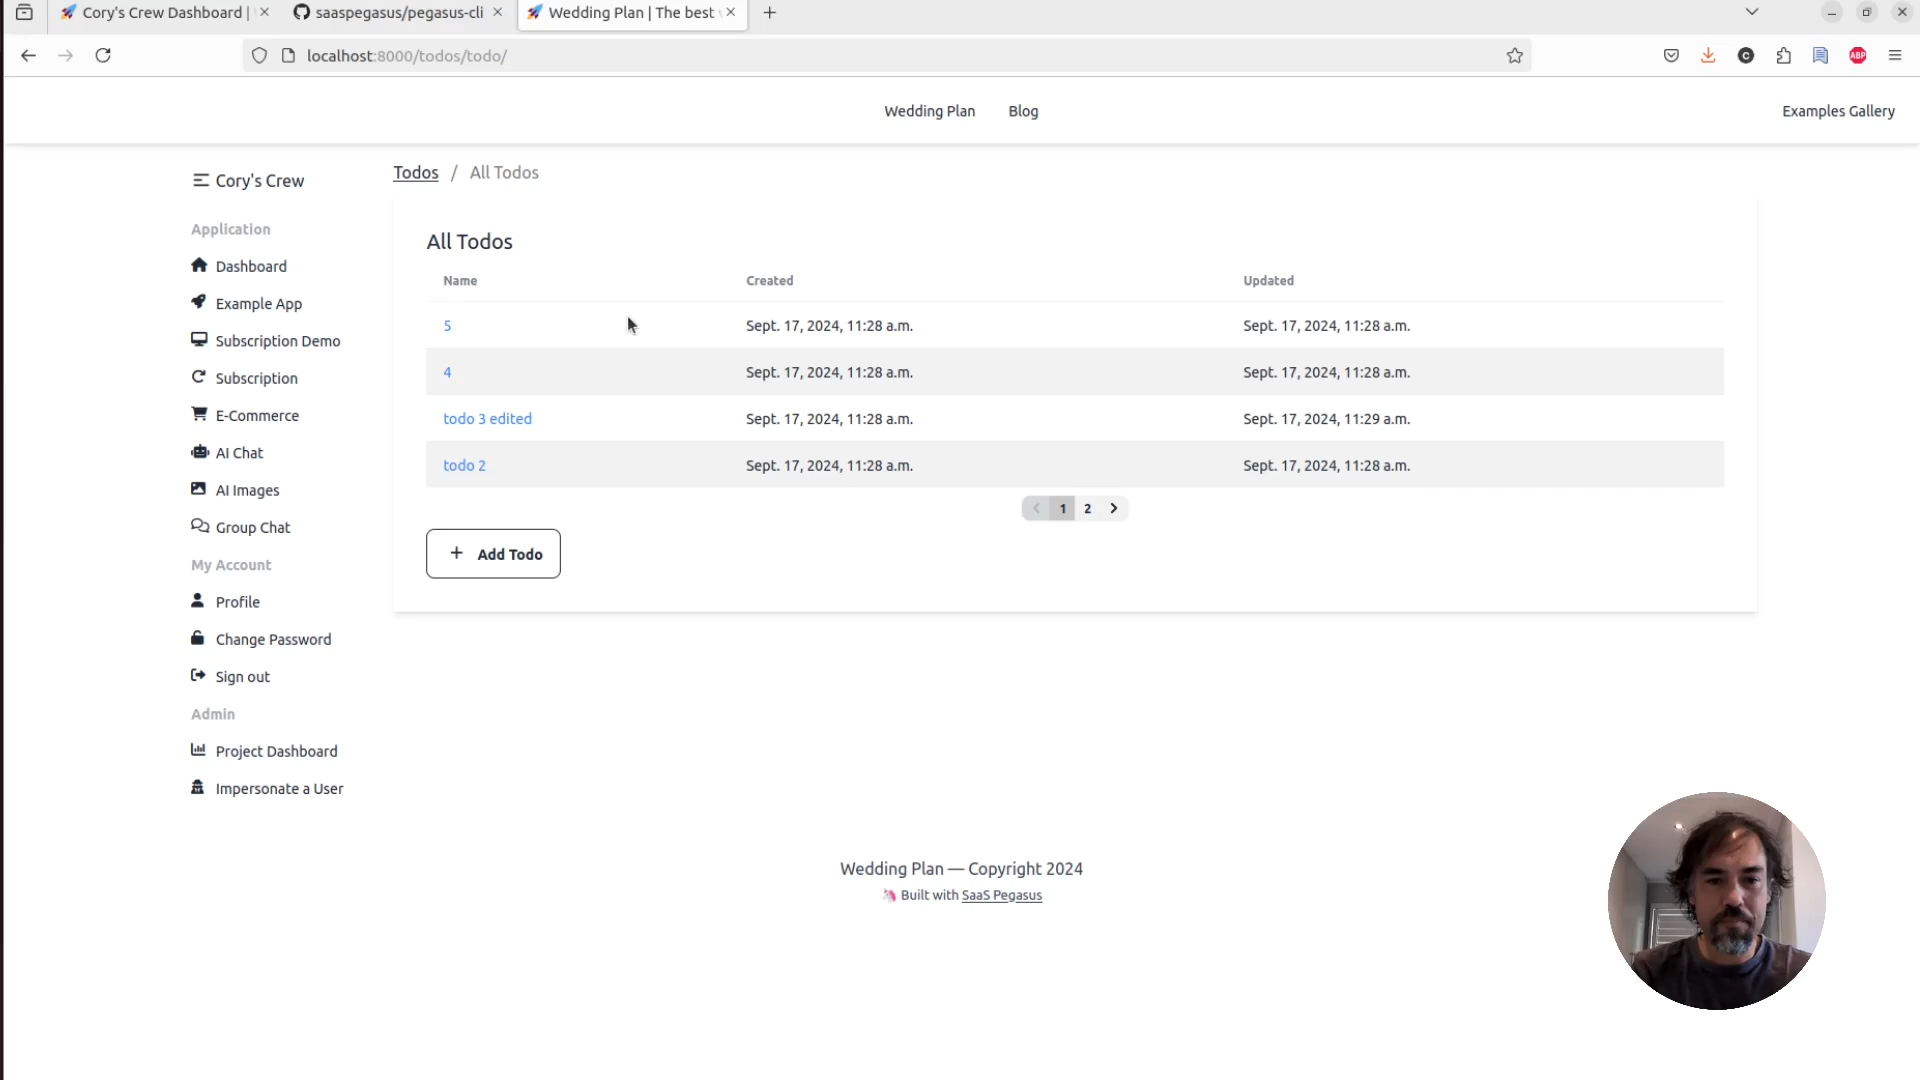 Cory's Crew Dashboard |
saaspegasus/pegasus-cli
Wedding Plan | The best
localhost:8000/todos/todo/
C
ABP
Wedding Plan
Blog
Examples Gallery
Cory's Crew
Application
Dashboard
Example App
Subscription Demo
Subscription
E-Commerce
AI Chat
AI Images
Group Chat
My Account
Profile
Change Password
Sign out
Admin
Project Dashboard
Impersonate a User
Todos / All Todos
All Todos
Name Created Updated
5 Sept. 17, 2024, 11:28 a.m. Sept. 17, 2024, 11:28 a.m.
4 Sept. 17, 2024, 11:28 a.m. Sept. 17, 2024, 11:28 a.m.
todo 3 edited Sept. 17, 2024, 11:28 a.m. Sept. 17, 2024, 11:29 a.m.
todo 2 Sept. 17, 2024, 11:28 a.m. Sept. 17, 2024, 11:28 a.m.
1 2
+ Add Todo
Wedding Plan — Copyright 2024
Built with SaaS Pegasus